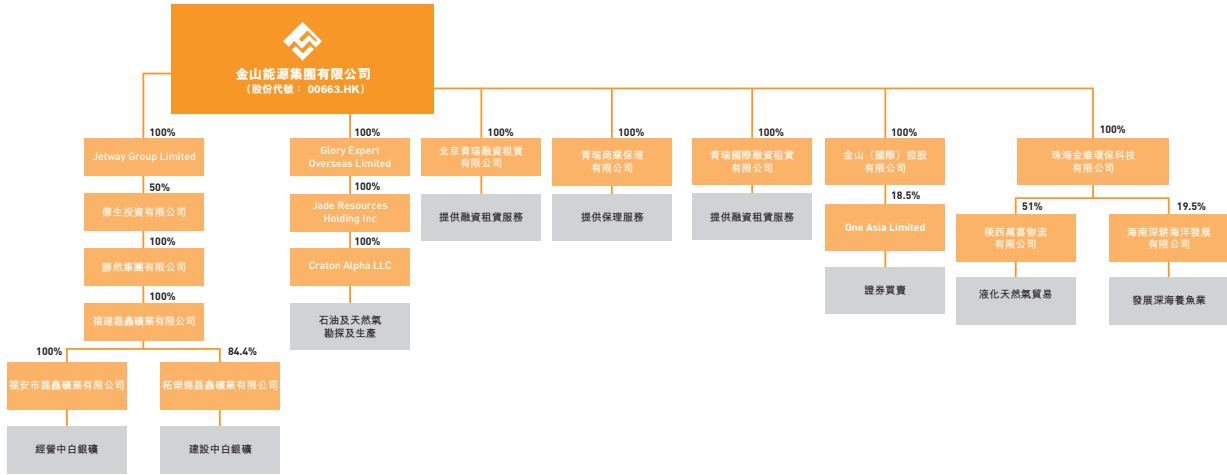 金山能源集團有限公司
（股份代號： 00663.HK）
100%
Jetway Group Limited
50%
億生投資有限公司
100%
勝然集團有限公司
100%
福建磊鑫礦業有限公司
100%
福安市磊鑫礦業有限公司
經營中白銀礦
84.4%
柘榮縣磊鑫礦業有限公司
建設中白銀礦
100%
Glory Expert
Overseas Limited
100%
Jade Resources
Holding Inc
100%
Craton Alpha LLC
石油及天然氣
勘探及生產
100%
北京青瑞融資租賃
有限公司
提供融資租賃服務
100%
青瑞商業保理
有限公司
提供保理服務
100%
青瑞國際融資租賃
有限公司
提供融資租賃服務
100%
金山（國際）控股
有限公司
18.5%
One Asia Limited
證券買賣
100%
珠海金維環保科技
有限公司
51%
陝西萬嘉物流
有限公司
液化天然氣貿易
19.5%
海南深耕海洋發展
有限公司
發展深海養魚業